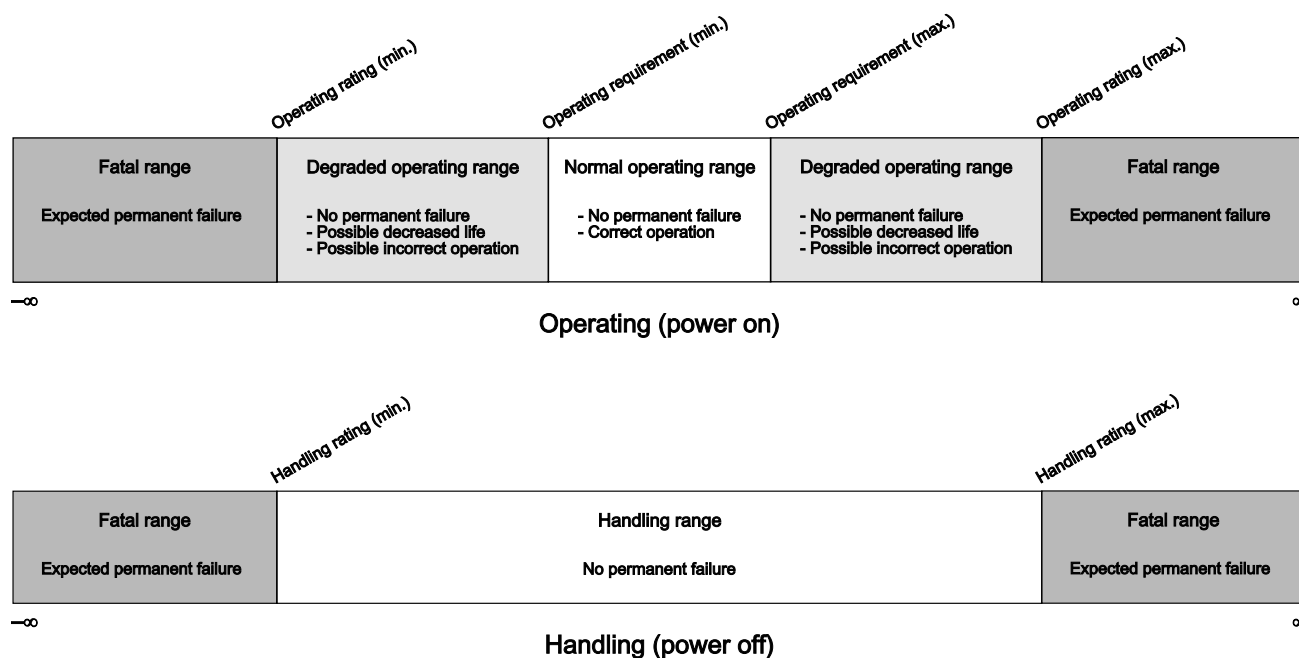 Operating rating (min.)
Operating requirement (min.)
Operating requirement (max.)
Operating rating (max.)
Fatal range
Degraded operating range
Normal operating range
Degraded operating range
Fatal range
Expected permanent failure
- No permanent failure
- Possible decreased life
- Possible incorrect operation
- No permanent failure
- Correct operation
- No permanent failure
- Possible decreased life
- Possible incorrect operation
Expected permanent failure
–∞
Operating (power on)
Handling rating (min.)
Handling rating (max.)
Fatal range
Handling range
Fatal range
Expected permanent failure
No permanent failure
Expected permanent failure
–∞
Handling (power off)